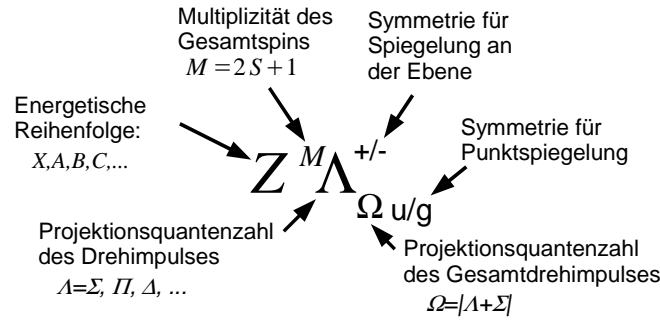 Multiplizität des
Gesamtspins
M=2S+1
Symmetrie für
Spiegelung an
der Ebene
Energetische
Reihenfolge:
X,A,B,C,...
Symmetrie für
Punktspiegelung
Z M Λ +/-
Ω u/g
Projektionsquantenzahl
des Drehimpulses
Λ=Σ, Π, Δ, ...
Projektionsquantenzahl
des Gesamtdrehimpulses
Ω=|Λ+Σ|